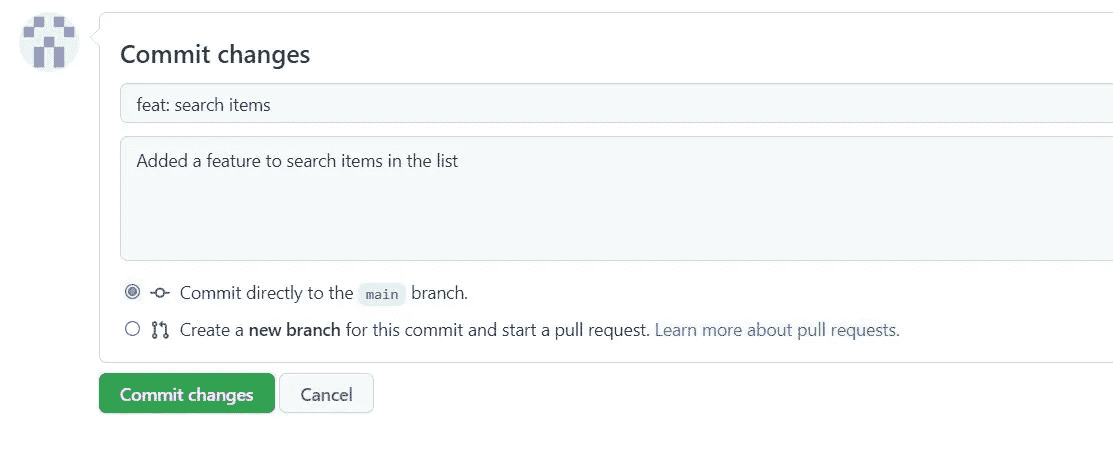 Commit changes
feat: search items
Added a feature to search items in the list
Commit directly to the main branch.
Create a new branch for this commit and start a pull request. Learn more about pull requests.
Commit changes Cancel